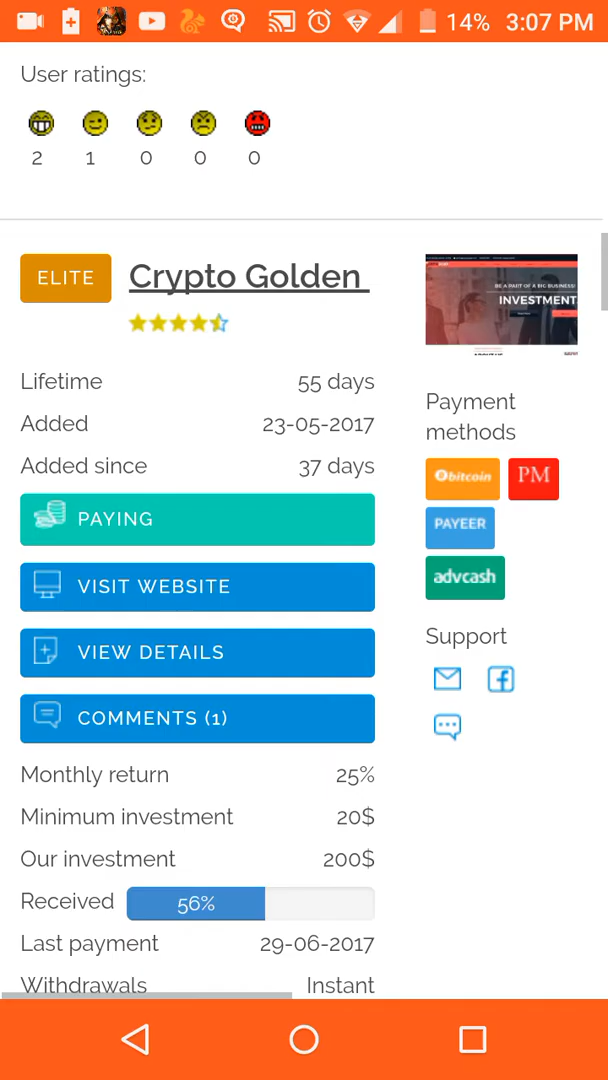 14% 3:07 PM
User ratings:
2 1 0 0 0
ELITE Crypto Golden
BE A PART OF A BIG BUSINESS!
INVESTMENT
Lifetime 55 days
Added 23-05-2017
Added since 37 days
Payment
methods
bitcoin PM
PAYEER
advcash
PAYING
VISIT WEBSITE
VIEW DETAILS
COMMENTS (1)
Support
Monthly return 25%
Minimum investment 20$
Our investment 200$
Received 56%
Last payment 29-06-2017
Withdrawals Instant